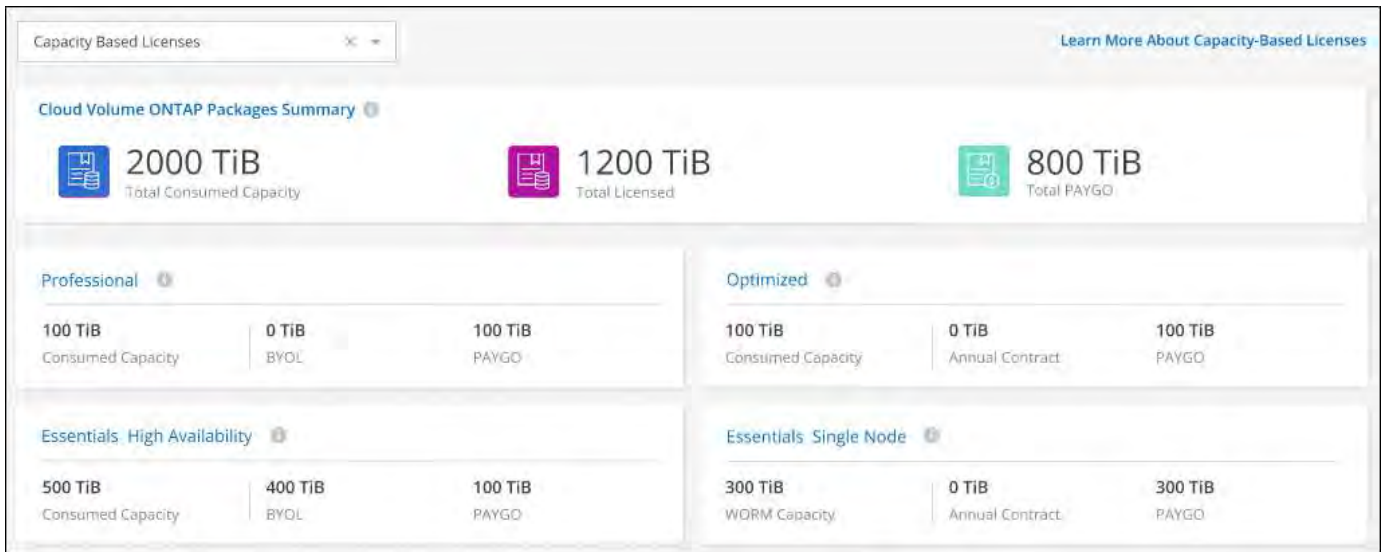 Capacity Based Licenses
Learn More About Capacity-Based Licenses
Cloud Volume ONTAP Packages Summary
2000 TiB
Total Consumed Capacity
1200 TiB
Total Licensed
800 TiB
Total PAYGO
Professional
100 TiB
Consumed Capacity
0 TiB
BYOL
100 TiB
PAYGO
Optimized
100 TiB
Consumed Capacity
0 TiB
Annual Contract
100 TiB
PAYGO
Essentials High Availability
500 TiB
Consumed Capacity
400 TiB
BYOL
100 TiB
PAYGO
Essentials Single Node
300 TiB
WORM Capacity
0 TiB
Annual Contract
300 TiB
PAYGO